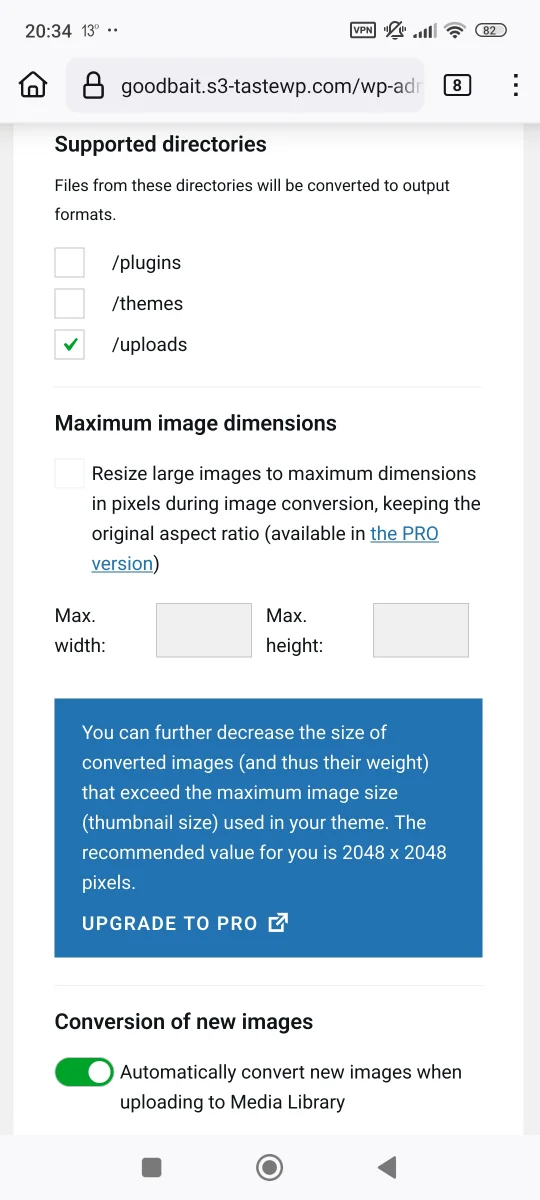 20:34 13° ··
VPN 82
goodbait.s3-tastewp.com/wp-adm
8
Supported directories
Files from these directories will be converted to output
formats.
/plugins
/themes
/uploads
Maximum image dimensions
Resize large images to maximum dimensions
in pixels during image conversion, keeping the
original aspect ratio (available in the PRO
version)
Max.
width:
Max.
height:
You can further decrease the size of
converted images (and thus their weight)
that exceed the maximum image size
(thumbnail size) used in your theme. The
recommended value for you is 2048 x 2048
pixels.
UPGRADE TO PRO
Conversion of new images
Automatically convert new images when
uploading to Media Library